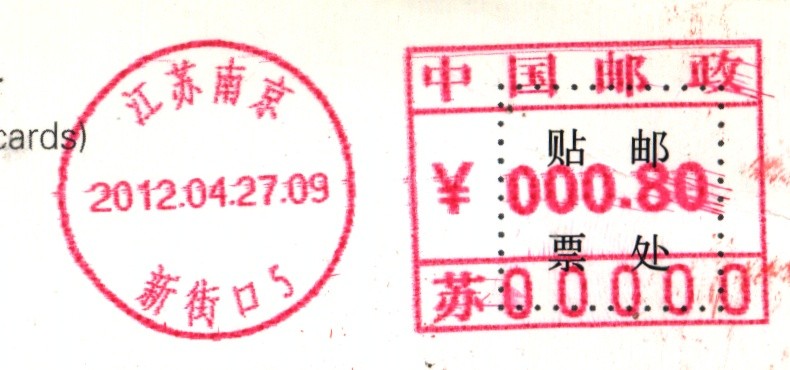 cards)
江苏南京
2012.04.27.09
新街口5
中国邮政
贴 邮
¥ 000.80
票 处
苏00000